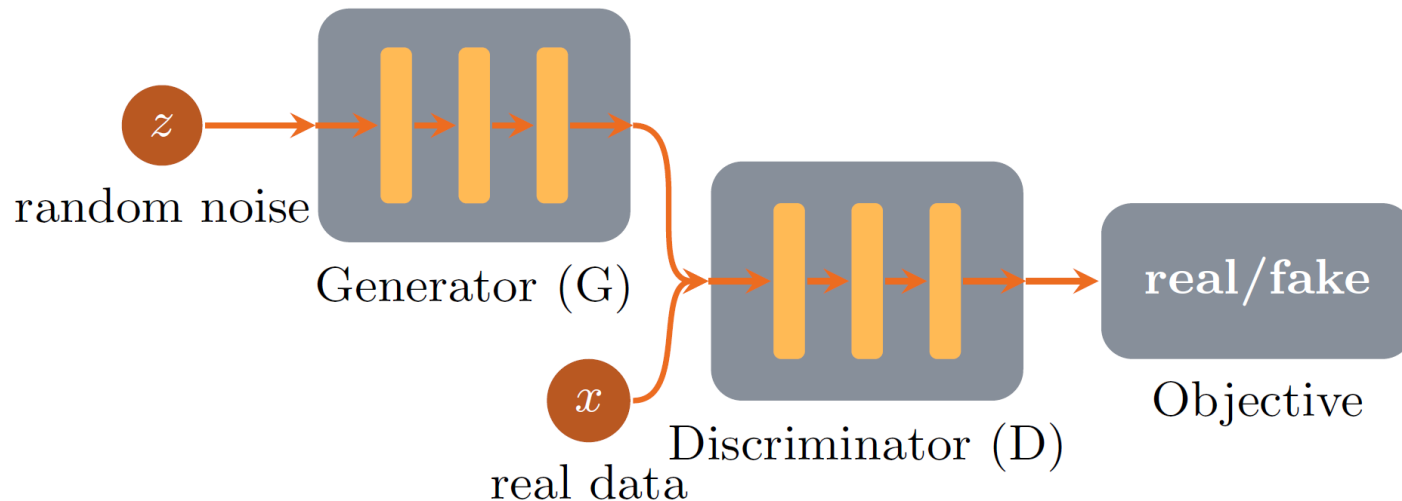 z
random noise
Generator (G)
x
real data
Discriminator (D)
real/fake
Objective